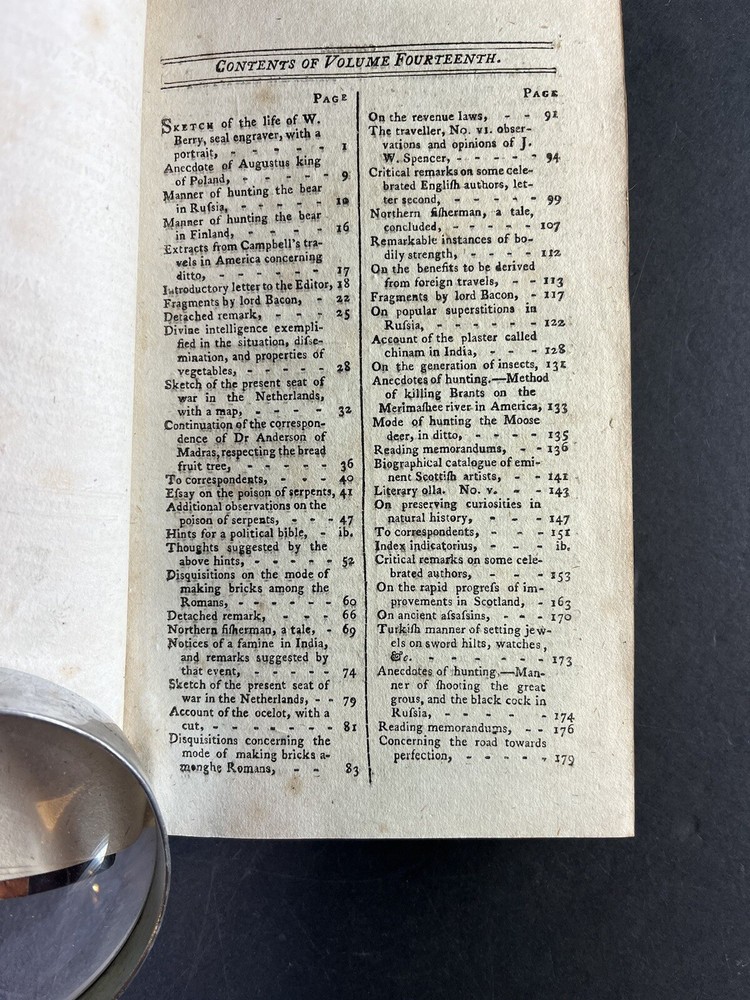 CONTENTS OF VOLUME FOURTEENTH.
PAGE
SKETCH of the life of W.
Berry, seal engraver, with a
portrait, - - - - - - 1
Anecdote of Augustus king
of Poland, - - - - - 9
Manner of hunting the bear
in Ruſsia, - - - - - 10
Manner of hunting the bear
in Finland, - - - - 16
Extracts from Campbell's tra-
vels in America concerning
ditto, - - - - - - 17
Introductory letter to the Editor, 18
Fragments by lord Bacon, - 22
Detached remark, - - - 25
Divine intelligence exempli-
fied in the situation, diſse-
mination, and properties of
vegetables, - - - - - 28
Sketch of the present seat of
war in the Netherlands,
with a map, - - - - 32
Continuation of the correspon-
dence of Dr Anderson of
Madras, respecting the bread
fruit tree, - - - - - 36
To correspondents, - - - 40
Eſsay on the poison of serpents, 41
Additional observations on the
poison of serpents, - - - 47
Hints for a political bible, - ib.
Thoughts suggested by the
above hints, - - - - - 52
Disquisitions on the mode of
making bricks among the
Romans, - - - - - - 60
Detached remark, - - - 66
Northern fiſherman, a tale, - 69
Notices of a famine in India,
and remarks suggested by
that event, - - - - - 74
Sketch of the present seat of
war in the Netherlands, - - 79
Account of the ocelot, with a
cut, - - - - - - - 81
Disquisitions concerning the
mode of making bricks a-
monghe Romans, - - 83
PAGE
On the revenue laws, - - 91
The traveller, No. VI. obser-
vations and opinions of J.
W. Spencer, - - - - - 94
Critical remarks on some cele-
brated Engliſh authors, let-
ter second, - - - - - 99
Northern fiſherman, a tale,
concluded, - - - - - 107
Remarkable instances of bo-
dily strength, - - - - 112
On the benefits to be derived
from foreign travels, - - 113
Fragments by lord Bacon, - 117
On popular superstitions in
Ruſsia, - - - - - - 122
Account of the plaster called
chinam in India, - - - 128
On the generation of insects, 131
Anecdotes of hunting.—Method
of killing Brants on the
Merimaſhee river in America, 133
Mode of hunting the Moose
deer, in ditto, - - - - 135
Reading memorandums, - - 136
Biographical catalogue of emi-
nent Scottiſh artists, - - 141
Literary olla. No. V. - - 143
On preserving curiosities in
natural history, - - - 147
To correspondents, - - - 151
Index indicatorius, - - - ib.
Critical remarks on some cele-
brated authors, - - - 153
On the rapid progreſs of im-
provements in Scotland, - 163
On ancient aſsaſsins, - - - 170
Turkiſh manner of setting jew-
els on sword hilts, watches,
&c. - - - - - - 173
Anecdotes of hunting.—Man-
ner of ſhooting the great
grous, and the black cock in
Ruſsia, - - - - - - 174
Reading memorandums, - - 176
Concerning the road towards
perfection, - - - - - 179